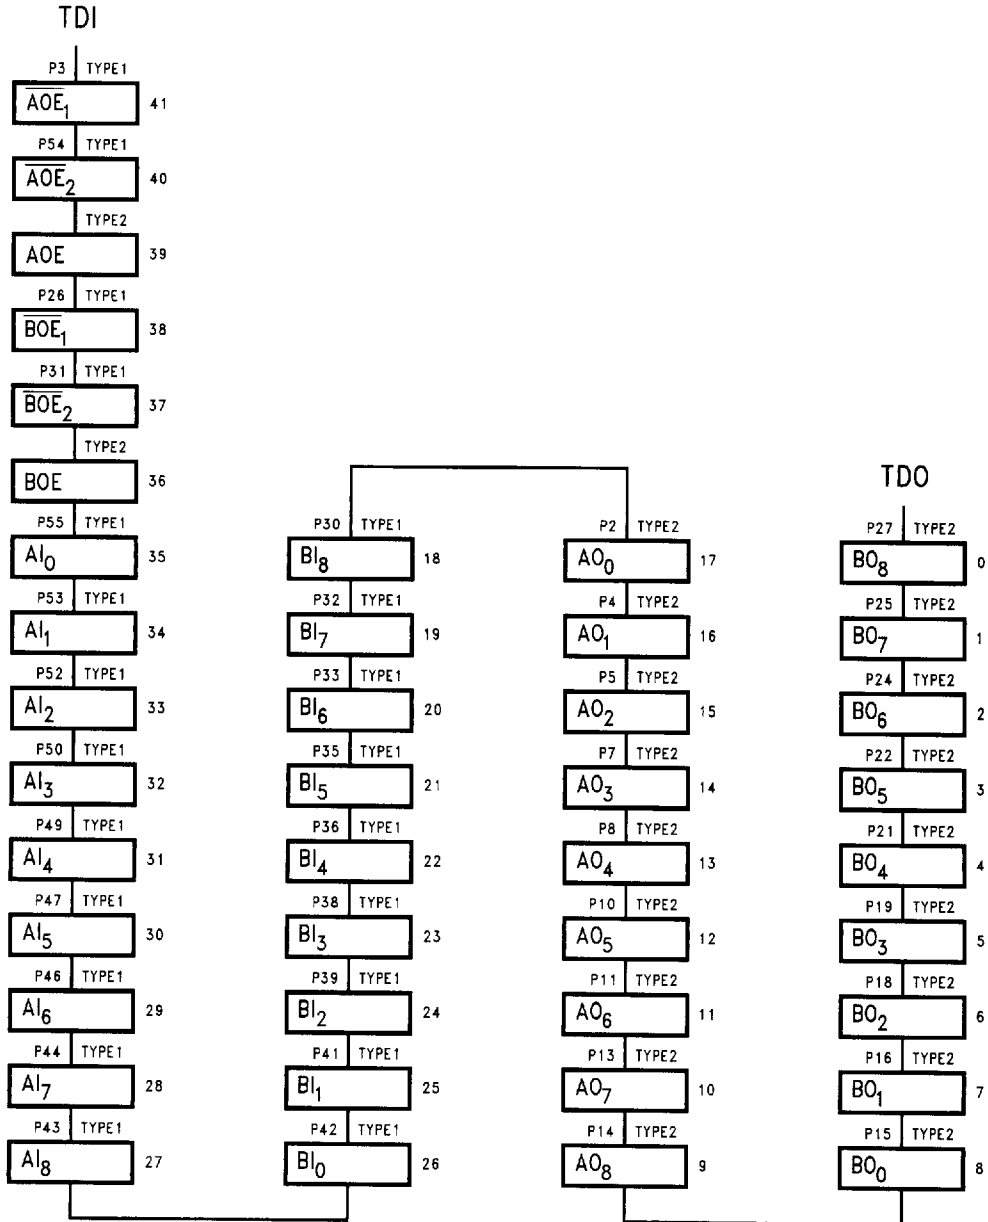 TDI
P3 TYPE1
AOE1 41
P54 TYPE1
AOE2 40
TYPE2
AOE 39
P26 TYPE1
BOE1 38
P31 TYPE1
BOE2 37
TYPE2
BOE 36
P55 TYPE1
AI0 35
P53 TYPE1
AI1 34
P52 TYPE1
AI2 33
P50 TYPE1
AI3 32
P49 TYPE1
AI4 31
P47 TYPE1
AI5 30
P46 TYPE1
AI6 29
P44 TYPE1
AI7 28
P43 TYPE1
AI8 27
P30 TYPE1
BI8 18
P32 TYPE1
BI7 19
P33 TYPE1
BI6 20
P35 TYPE1
BI5 21
P36 TYPE1
BI4 22
P38 TYPE1
BI3 23
P39 TYPE1
BI2 24
P41 TYPE1
BI1 25
P42 TYPE1
BI0 26
P2 TYPE2
AO0 17
P4 TYPE2
AO1 16
P5 TYPE2
AO2 15
P7 TYPE2
AO3 14
P8 TYPE2
AO4 13
P10 TYPE2
AO5 12
P11 TYPE2
AO6 11
P13 TYPE2
AO7 10
P14 TYPE2
AO8 9
TDO
P27 TYPE2
BO8 0
P25 TYPE2
BO7 1
P24 TYPE2
BO6 2
P22 TYPE2
BO5 3
P21 TYPE2
BO4 4
P19 TYPE2
BO3 5
P18 TYPE2
BO2 6
P16 TYPE2
BO1 7
P15 TYPE2
BO0 8